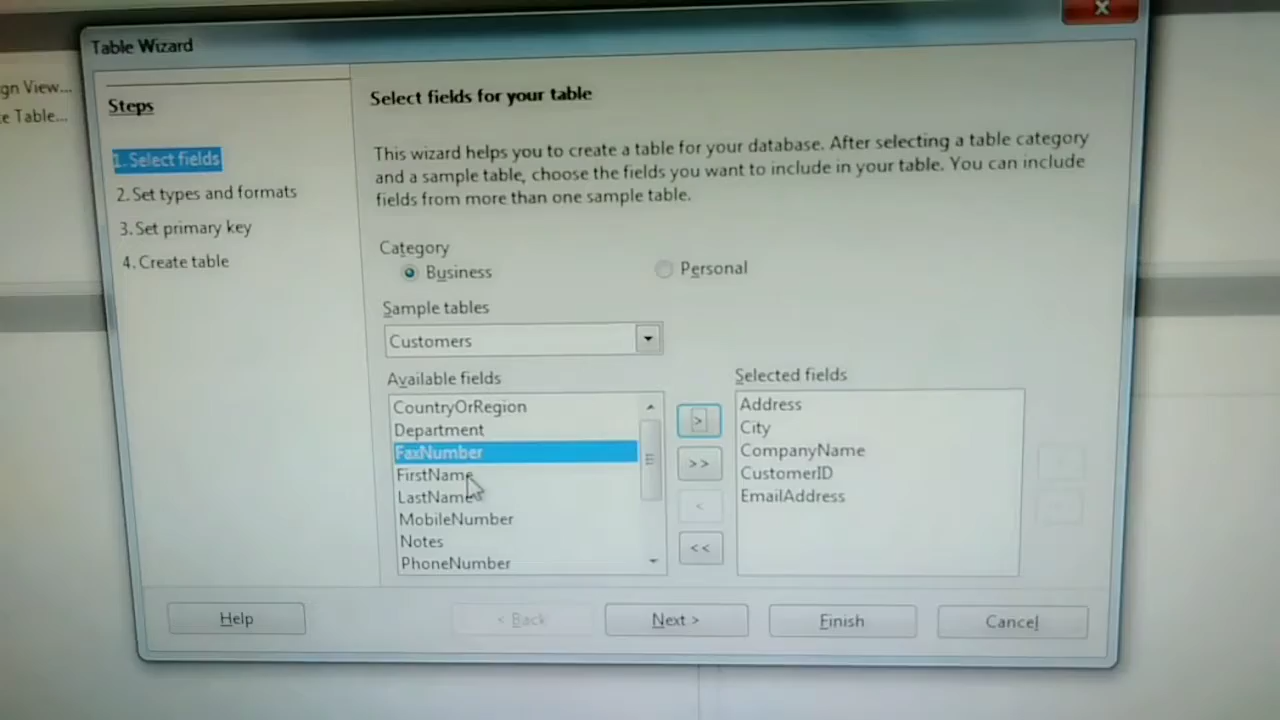 Table Wizard
gn View...
e Table...
Steps
1. Select fields
2. Set types and formats
3. Set primary key
4. Create table
Select fields for your table
This wizard helps you to create a table for your database. After selecting a table category
and a sample table, choose the fields you want to include in your table. You can include
fields from more than one sample table.
Category
Business
Personal
Sample tables
Customers
Available fields
CountryOrRegion
Department
FaxNumber
FirstName
LastName
MobileNumber
Notes
PhoneNumber
>
>>
<
<<
Selected fields
Address
City
CompanyName
CustomerID
EmailAddress
Help
< Back
Next >
Finish
Cancel